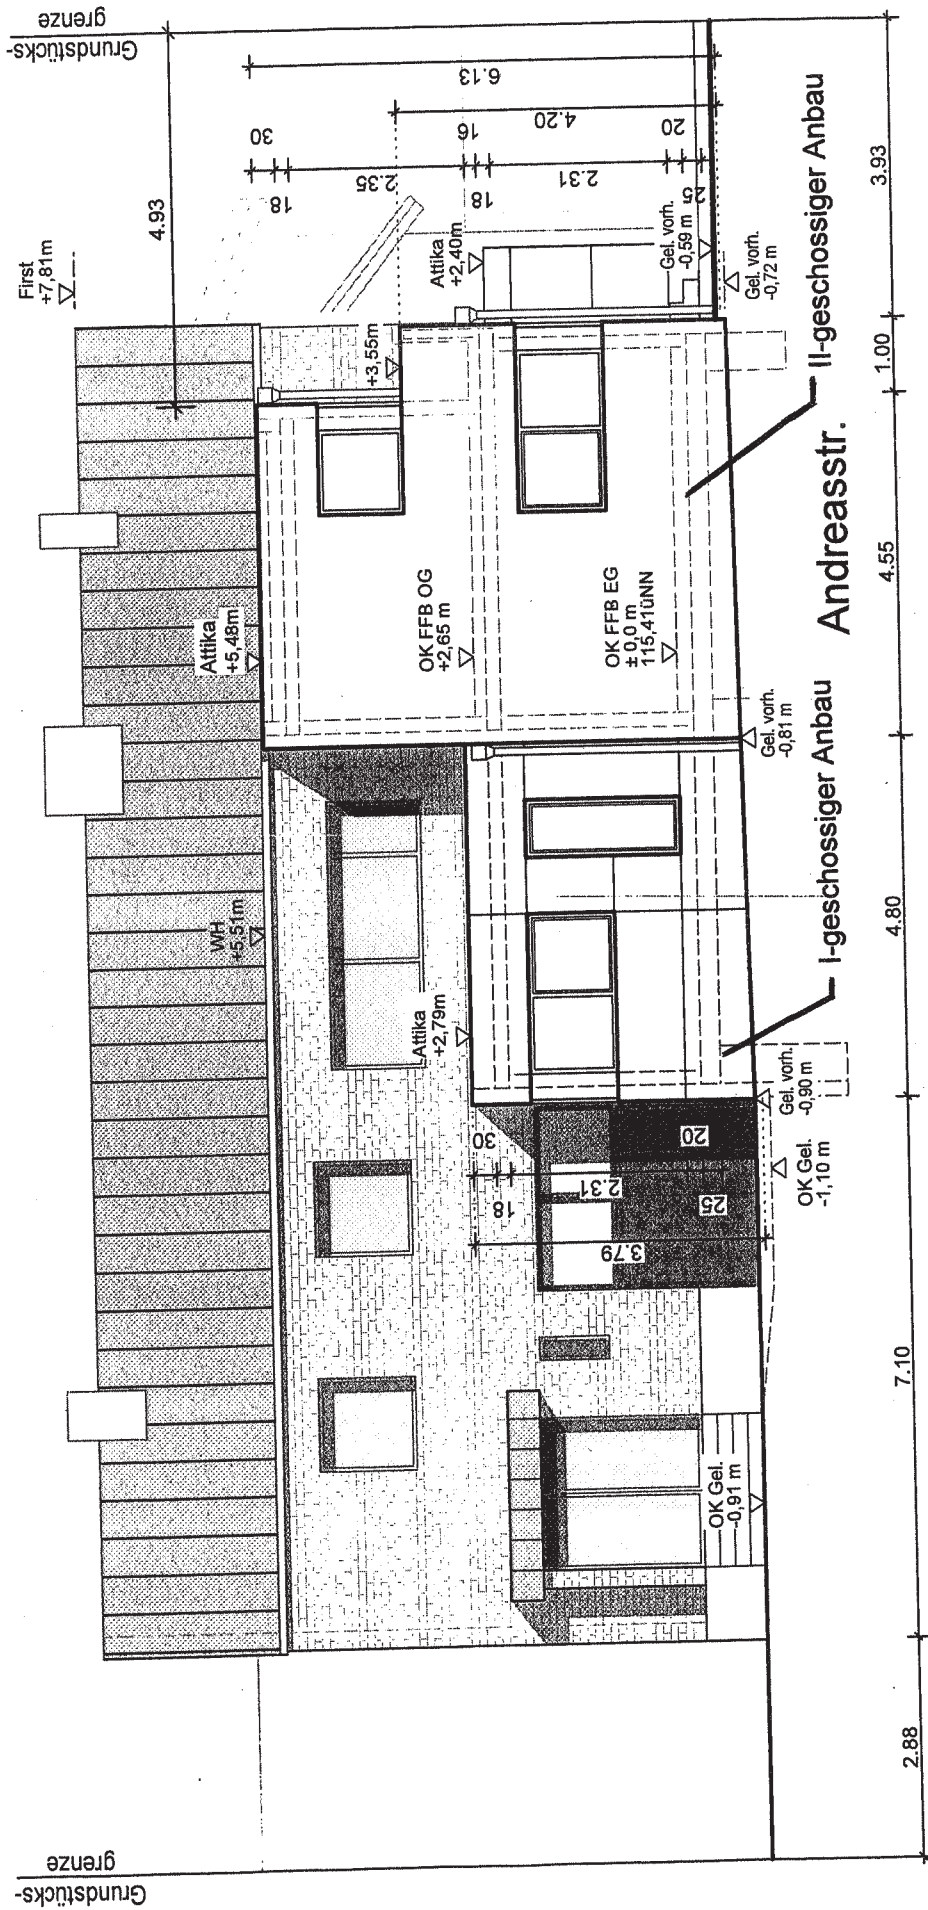 Grundstücks-
grenze
Grundstücks-
grenze
First
+7,81m
4.93
Attika
+5,48m
WH
+5,51m
+3,55m
Attika
+2,40m
Attika
+2,79m
OK FFB OG
+2,65 m
OK FFB EG
± 0,0 m
115,41üNN
30
18
2.35
16
18
2.31
20
25
4.20
6.13
Gel. vorh.
-0,59 m
Gel. vorh.
-0,72 m
Gel. vorh.
-0,81 m
Gel. vorh.
-0,90 m
OK Gel.
-1,10 m
OK Gel.
-0,91 m
30
18
2.31
20
25
3.79
I-geschossiger Anbau
Andreasstr.
II-geschossiger Anbau
2.88
7.10
4.80
4.55
1.00
3.93